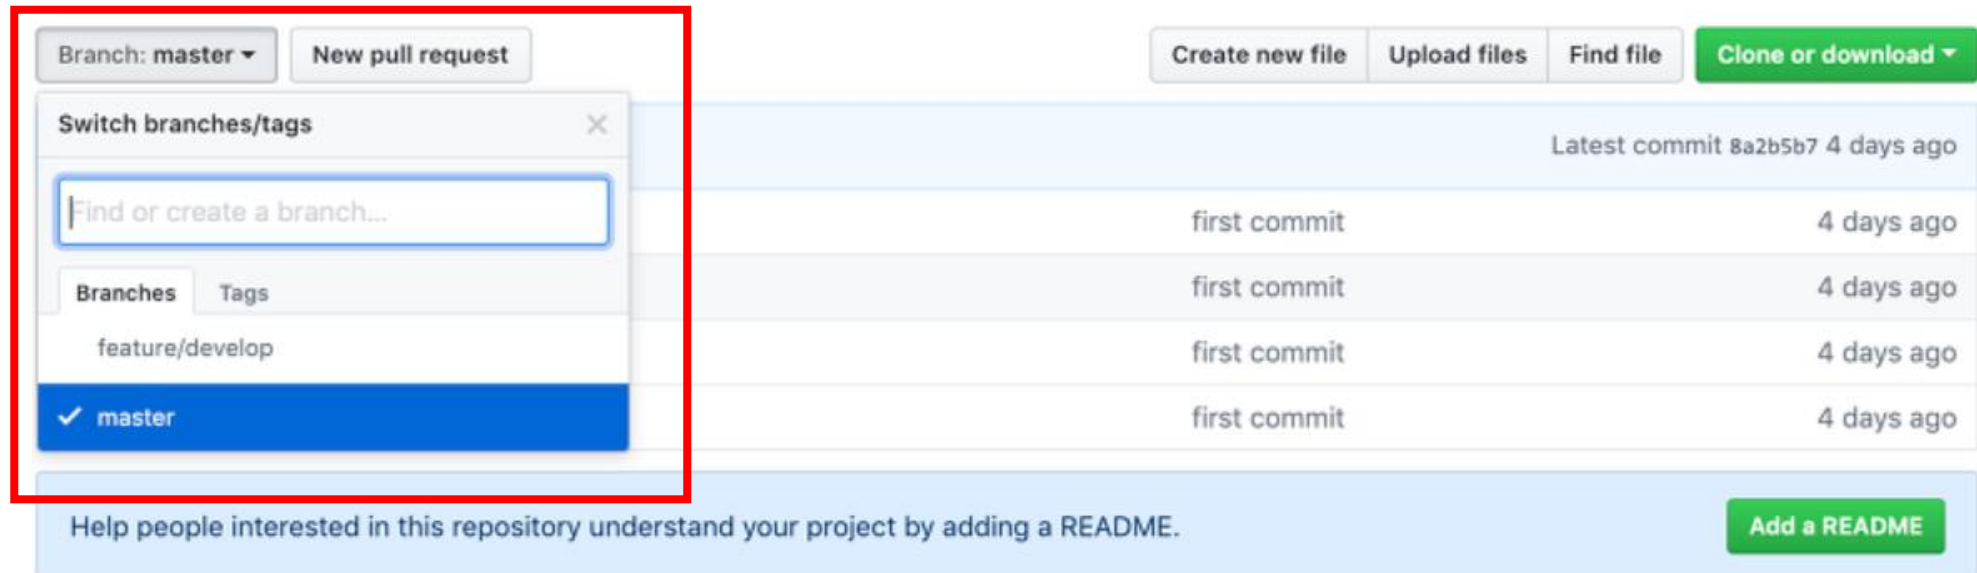 Branch: master New pull request Create new file Upload files Find file Clone or download
Switch branches/tags
Latest commit 8a2b5b7 4 days ago
Find or create a branch...
first commit 4 days ago
Branches Tags
first commit 4 days ago
feature/develop
first commit 4 days ago
master
first commit 4 days ago
Help people interested in this repository understand your project by adding a README. Add a README